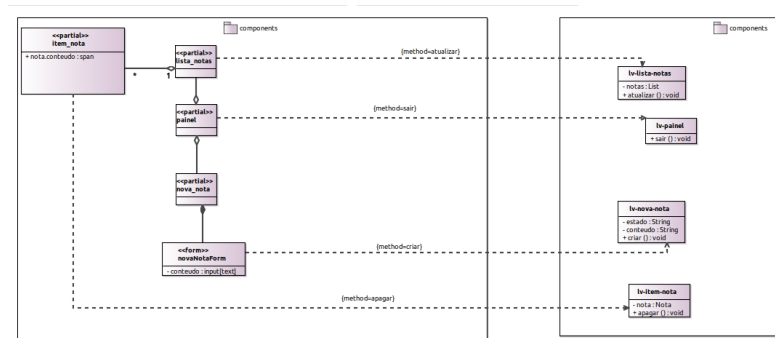 components
<<partial>>
item_nota
+ nota.conteudo : span
*
1
<<partial>>
lista_notas
<<partial>>
painel
<<partial>>
nova_nota
<<form>>
novaNotaForm
- conteudo : input[text]
{method=atualizar}
{method=sair}
{method=criar}
{method=apagar}
components
lv-lista-notas
- notas : List
+ atualizar () : void
lv-painel
+ sair () : void
lv-nova-nota
- estado : String
- conteudo : String
+ criar () : void
lv-item-nota
- nota : Nota
+ apagar () : void